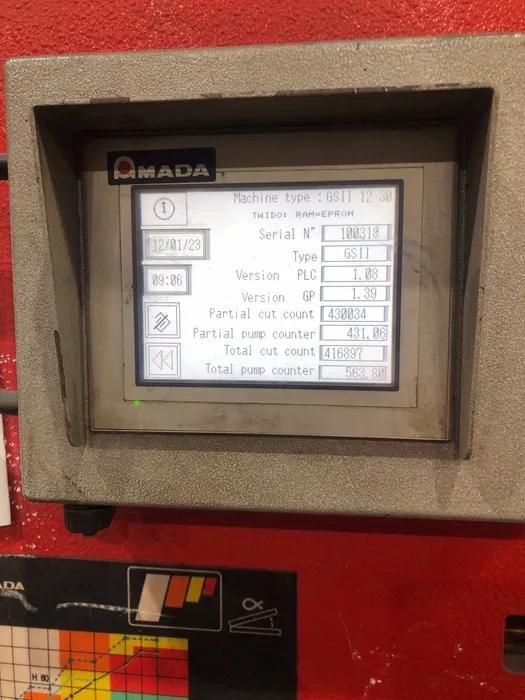 AMADA
Machine type : GSII 12 30
TWIDO: RAM=EPROM
Serial N° 100318
12/01/23
Type GSII
09:06
Version PLC 1.08
Version GP 1.39
Partial cut count 430034
Partial pump counter 431.06
Total cut count 416897
Total pump counter 563.80
ADA
α
H 80